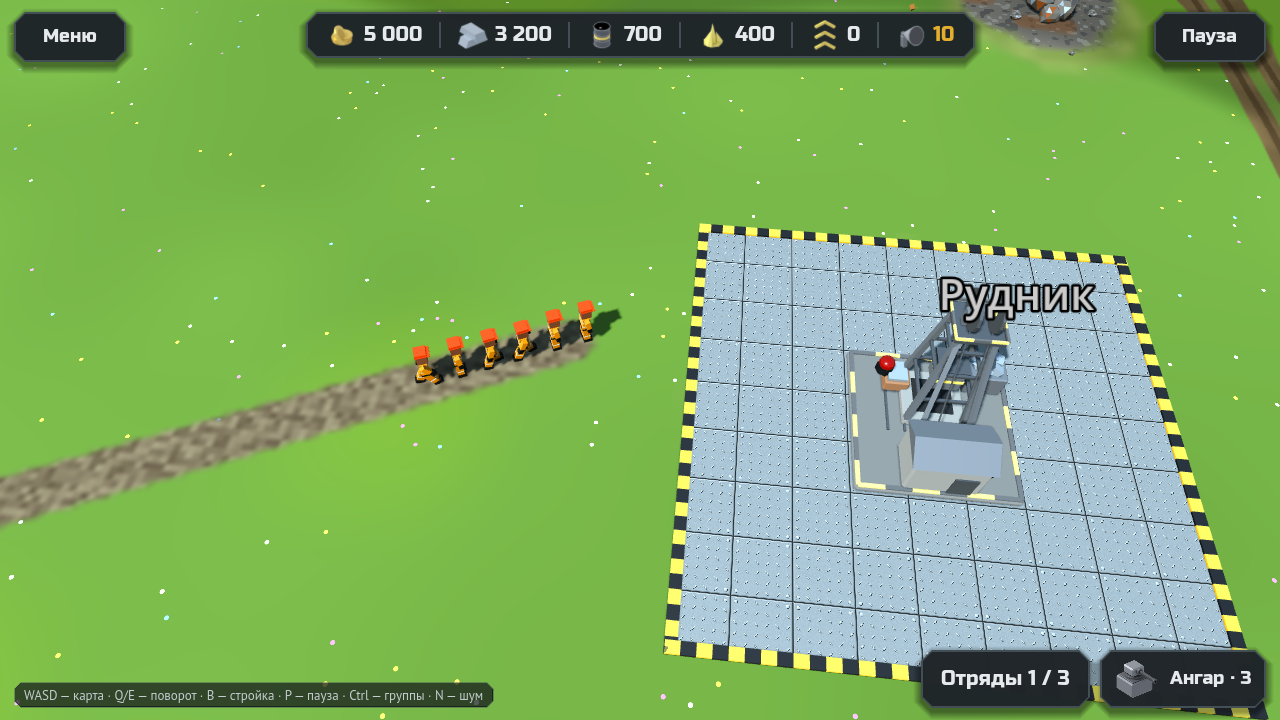 Меню
5 000
3 200
700
400
0
10
Пауза
Рудник
WASD — карта · Q/E — поворот · B — стройка · P — пауза · Ctrl — группы · N — шум
Отряды 1 / 3
Ангар · 3